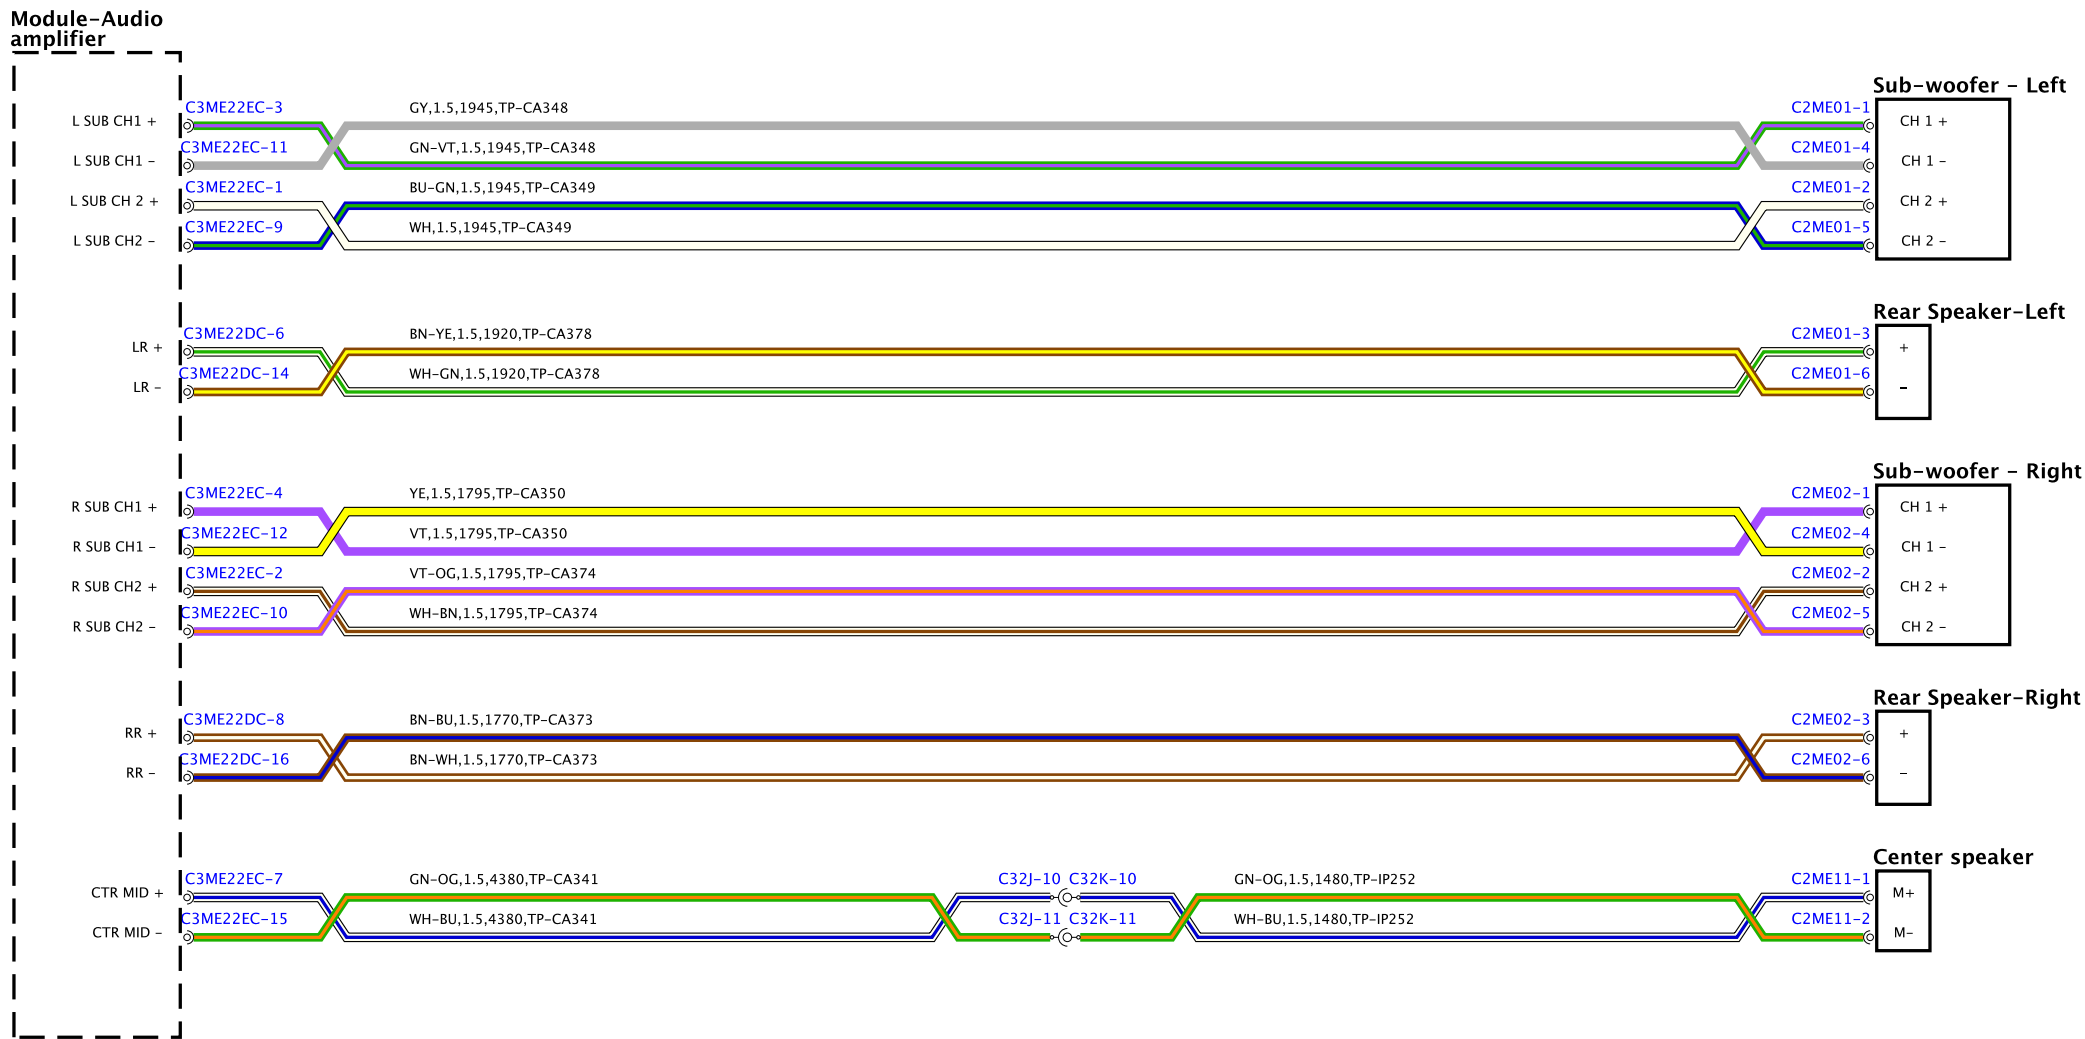 Module-Audio
amplifier
Sub-woofer - Left
C3ME22EC-3 GY,1.5,1945,TP-CA348 C2ME01-1
L SUB CH1 + CH 1 +
C3ME22EC-11 GN-VT,1.5,1945,TP-CA348 C2ME01-4
L SUB CH1 - CH 1 -
C3ME22EC-1 BU-GN,1.5,1945,TP-CA349 C2ME01-2
L SUB CH 2 + CH 2 +
C3ME22EC-9 WH,1.5,1945,TP-CA349 C2ME01-5
L SUB CH2 - CH 2 -
Rear Speaker-Left
C3ME22DC-6 BN-YE,1.5,1920,TP-CA378 C2ME01-3
LR + +
C3ME22DC-14 WH-GN,1.5,1920,TP-CA378 C2ME01-6
LR - -
Sub-woofer - Right
C3ME22EC-4 YE,1.5,1795,TP-CA350 C2ME02-1
R SUB CH1 + CH 1 +
C3ME22EC-12 VT,1.5,1795,TP-CA350 C2ME02-4
R SUB CH1 - CH 1 -
C3ME22EC-2 VT-OG,1.5,1795,TP-CA374 C2ME02-2
R SUB CH2 + CH 2 +
C3ME22EC-10 WH-BN,1.5,1795,TP-CA374 C2ME02-5
R SUB CH2 - CH 2 -
Rear Speaker-Right
C3ME22DC-8 BN-BU,1.5,1770,TP-CA373 C2ME02-3
RR + +
C3ME22DC-16 BN-WH,1.5,1770,TP-CA373 C2ME02-6
RR - -
Center speaker
C3ME22EC-7 GN-OG,1.5,4380,TP-CA341 C32J-10 C32K-10 GN-OG,1.5,1480,TP-IP252 C2ME11-1
CTR MID + M+
C3ME22EC-15 WH-BU,1.5,4380,TP-CA341 C32J-11 C32K-11 WH-BU,1.5,1480,TP-IP252 C2ME11-2
CTR MID - M-